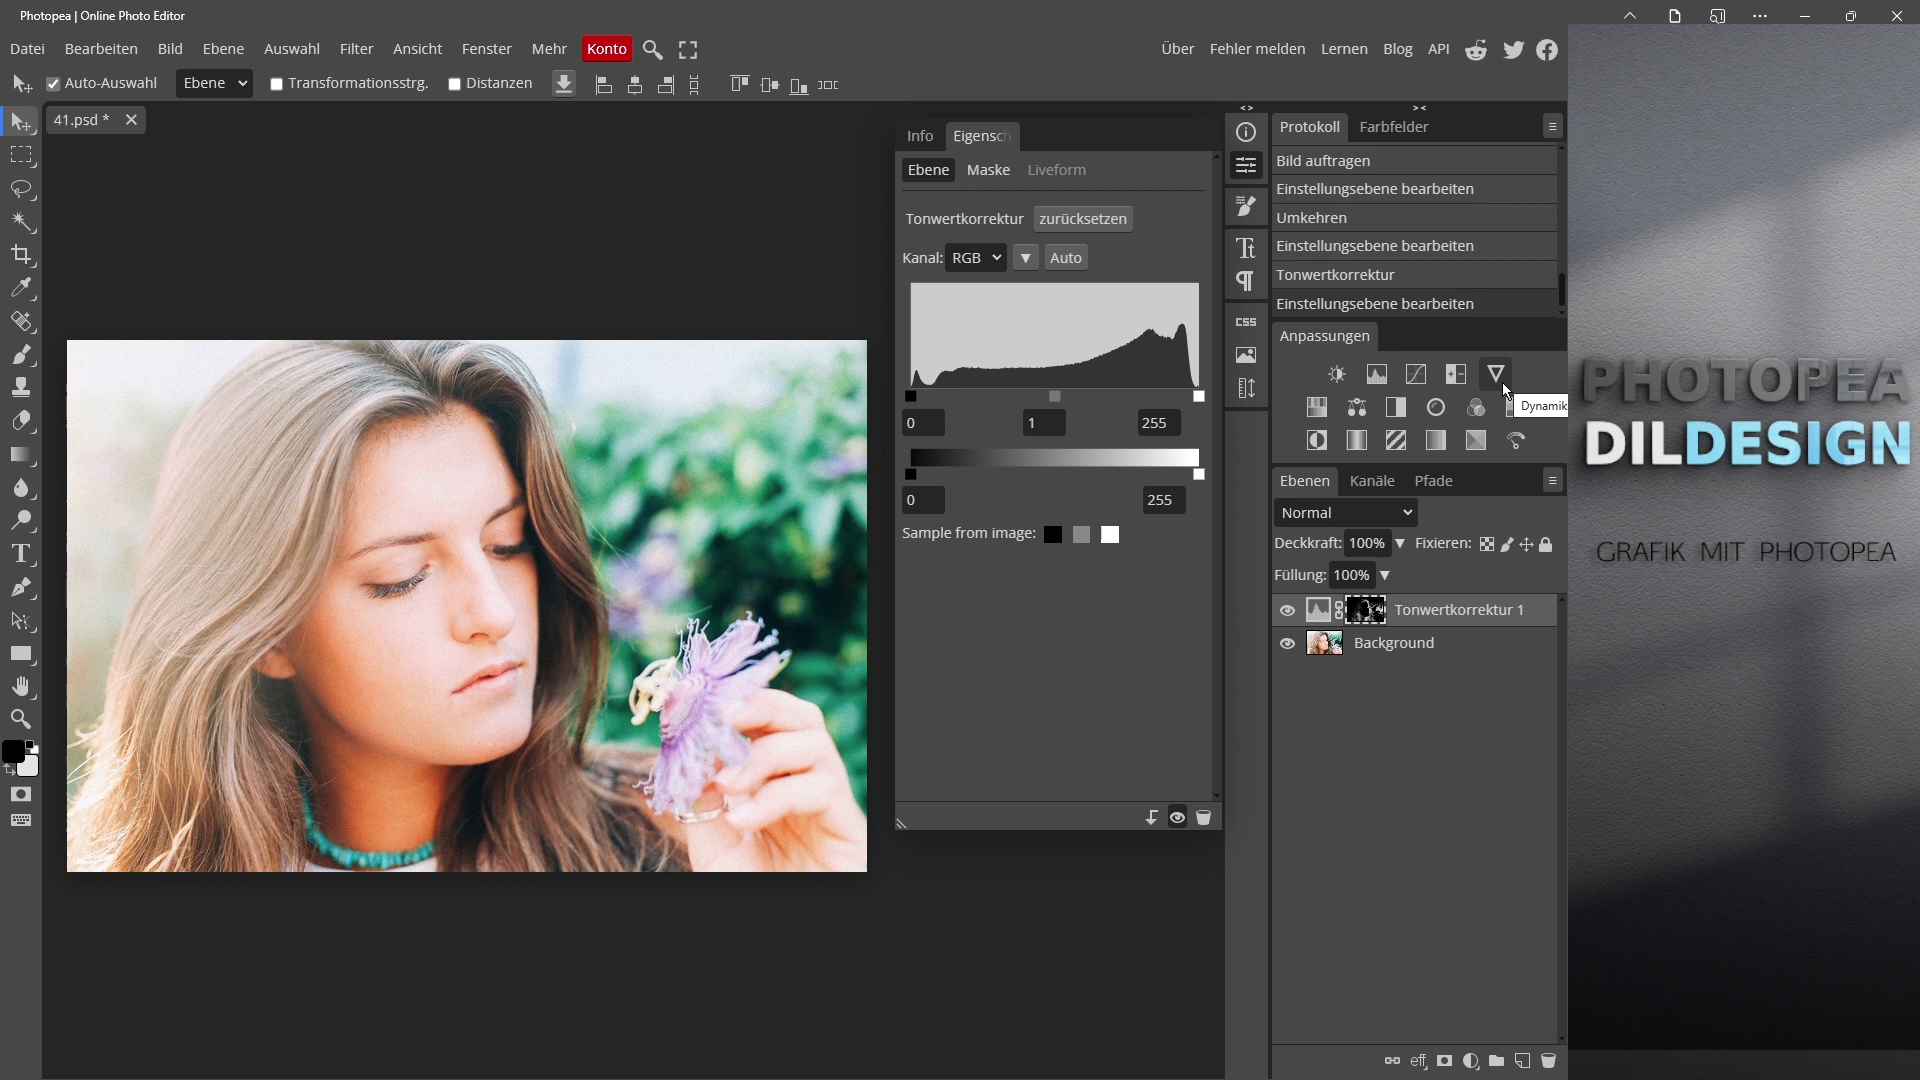 Photopea | Online Photo Editor
Datei Bearbeiten Bild Ebene Auswahl Filter Ansicht Fenster Mehr Konto
Über Fehler melden Lernen Blog API
Auto-Auswahl Ebene Transformationsstrg. Distanzen
41.psd *
Info Eigensch
Ebene Maske Liveform
Tonwertkorrektur zurücksetzen
Kanal: RGB Auto
0 1 255
0 255
Sample from image:
CSS
Protokoll Farbfelder
Bild auftragen
Einstellungsebene bearbeiten
Umkehren
Einstellungsebene bearbeiten
Tonwertkorrektur
Einstellungsebene bearbeiten
Anpassungen
Dynamik
Ebenen Kanäle Pfade
Normal
Deckkraft: 100% Fixieren:
Füllung: 100%
Tonwertkorrektur 1
Background
eff
PHOTOPEA
DILDESIGN
GRAFIK MIT PHOTOPEA